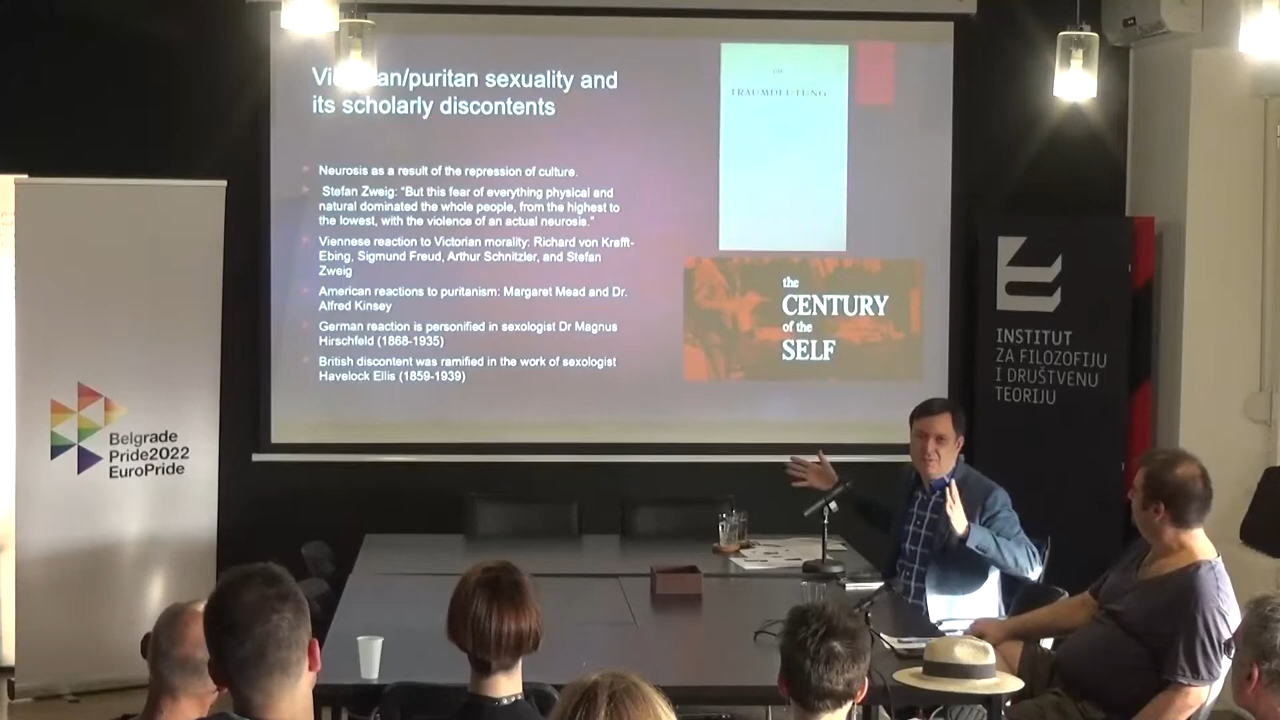 Victorian/puritan sexuality and
its scholarly discontents
Neurosis as a result of the repression of culture.
Stefan Zweig: "But this fear of everything physical and
natural dominated the whole people, from the highest to
the lowest, with the violence of an actual neurosis."
Viennese reaction to Victorian morality: Richard von Krafft-
Ebing, Sigmund Freud, Arthur Schnitzler, and Stefan
Zweig
American reactions to puritanism: Margaret Mead and Dr.
Alfred Kinsey
German reaction is personified in sexologist Dr Magnus
Hirschfeld (1868-1935)
British discontent was ramified in the work of sexologist
Havelock Ellis (1859-1939)
DIE
TRAUMDEUTUNG
the
CENTURY
of the
SELF
Belgrade
Pride2022
EuroPride
INSTITUT
ZA FILOZOFIJU
I DRUŠTVENU
TEORIJU